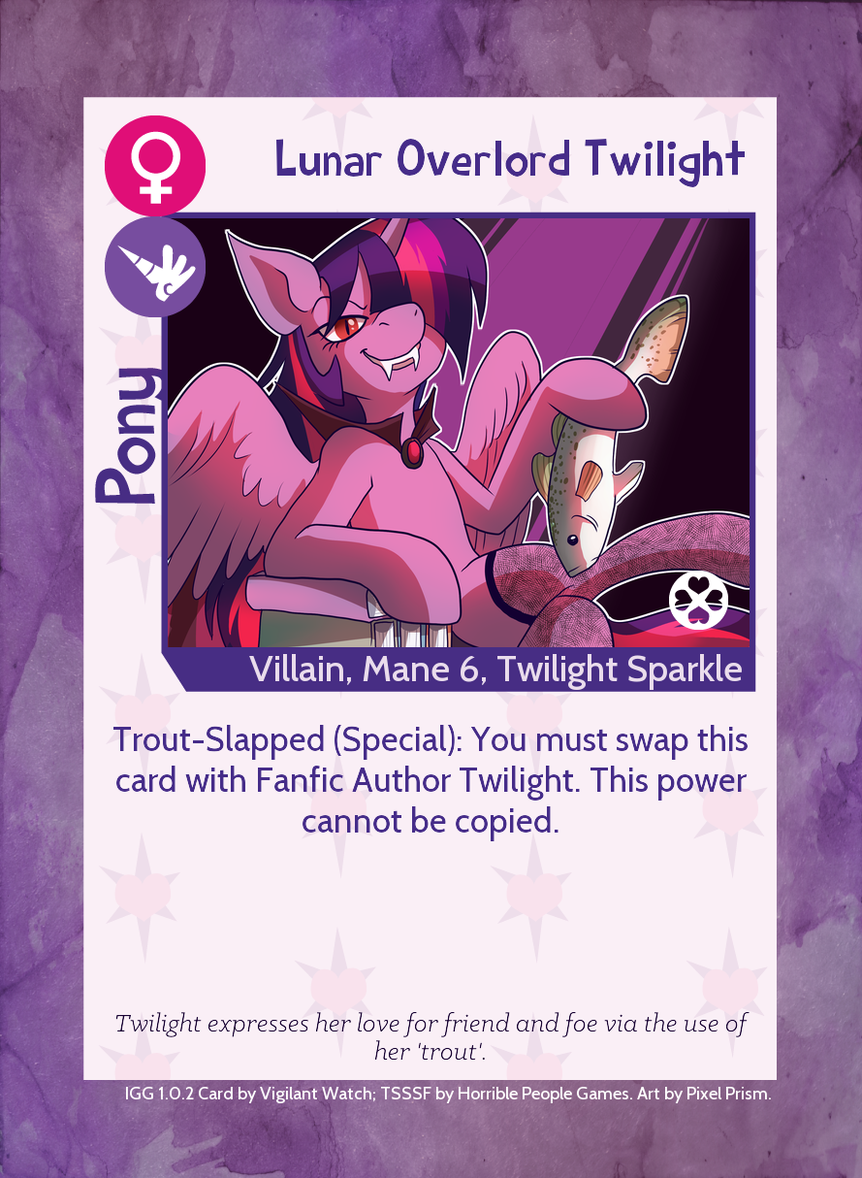 Lunar Overlord Twilight
Pony
Villain, Mane 6, Twilight Sparkle
Trout-Slapped (Special): You must swap this
card with Fanfic Author Twilight. This power
cannot be copied.
Twilight expresses her love for friend and foe via the use of
her 'trout'.
IGG 1.0.2 Card by Vigilant Watch; TSSSF by Horrible People Games. Art by Pixel Prism.